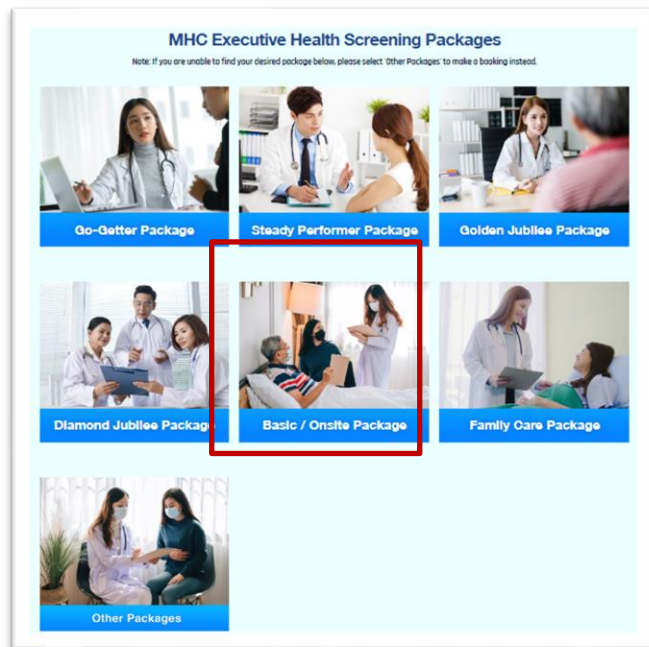 MHC Executive Health Screening Packages
Note: If you are unable to find your desired package below, please select 'Other Packages' to make a booking instead.
Go-Getter Package
Steady Performer Package
Golden Jubilee Package
Diamond Jubilee Package
Basic / Onsite Package
Family Care Package
Other Packages